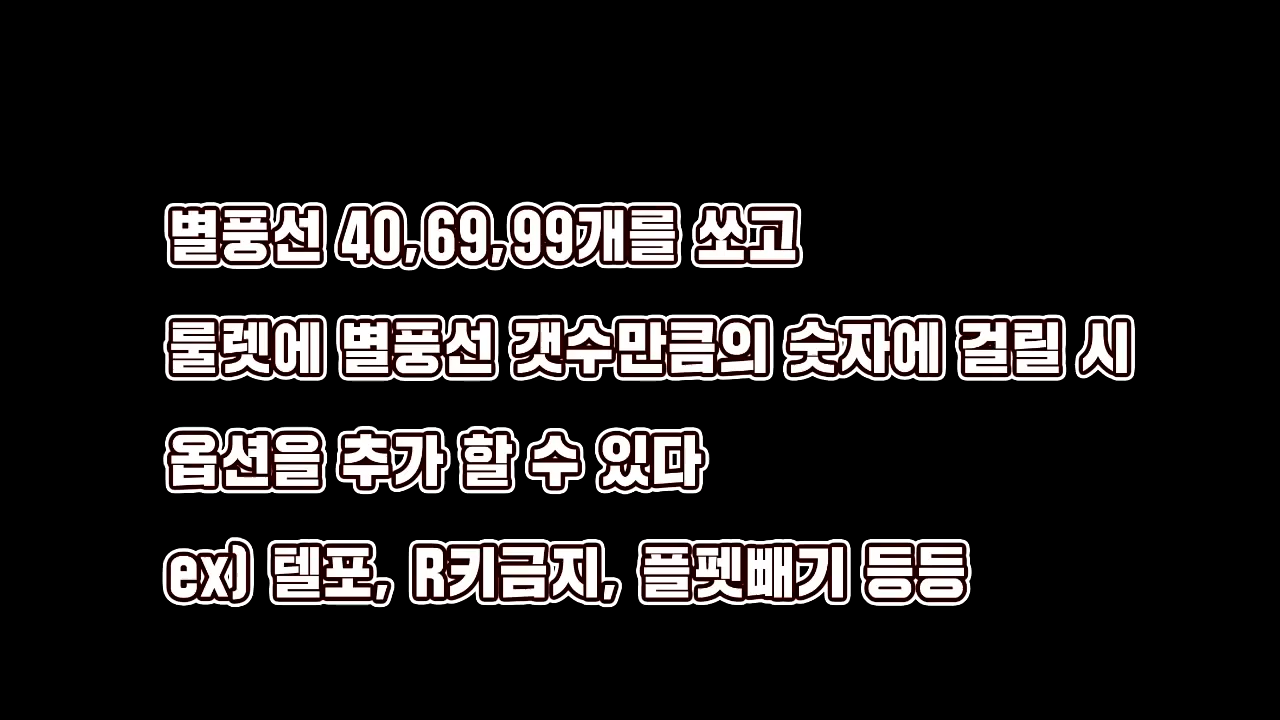 별풍선 40,69,99개를 쏘고
룰렛에 별풍선 갯수만큼의 숫자에 걸릴 시
옵션을 추가 할 수 있다
ex) 텔포, R키금지, 플펫빼기 등등